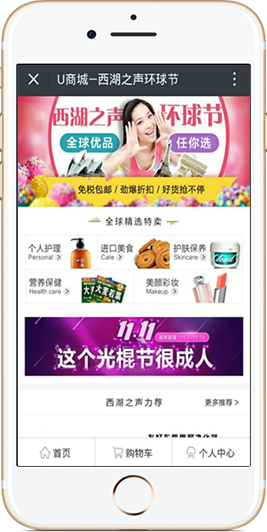 U商城—西湖之声环球节
西湖之声 环球节
全球优品 任你选
免税包邮 / 劲爆折扣 / 好货抢不停
全球精选特卖
个人护理 进口美食 护肤保养
Personal Cate Skincare
营养保健 美颜彩妆
Health care Makeup
11.11
这个光棍节很成人
西湖之声力荐 更多推荐 >
首页 购物车 个人中心